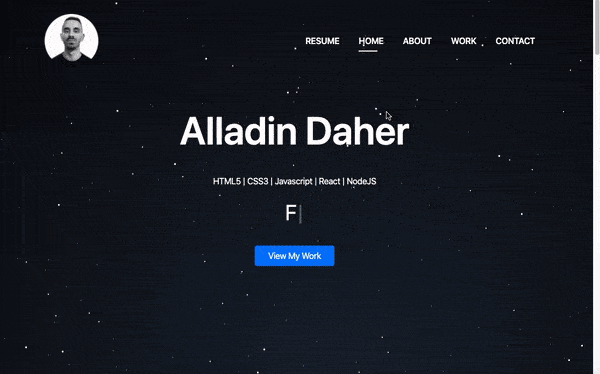 RESUME HOME ABOUT WORK CONTACT
Alladin Daher
HTML5 | CSS3 | Javascript | React | NodeJS
F|
View My Work